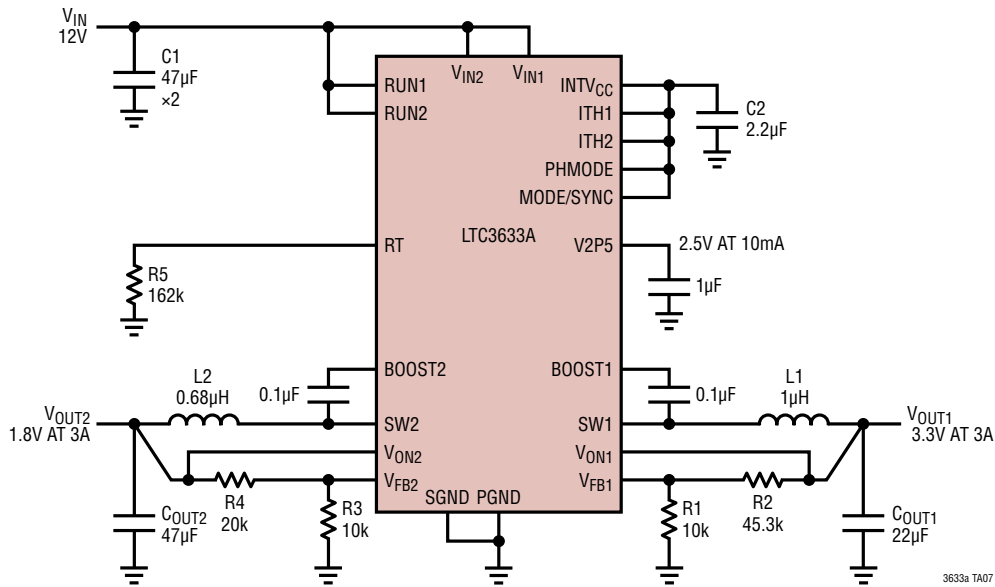 VIN
12V
C1
47µF
×2
VIN2
VIN1
RUN1
RUN2
INTVCC
ITH1
ITH2
PHMODE
MODE/SYNC
C2
2.2µF
LTC3633A
RT
R5
162k
V2P5
2.5V AT 10mA
1µF
BOOST2
BOOST1
L2
0.68µH
0.1µF
0.1µF
L1
1µH
VOUT2
1.8V AT 3A
SW2
SW1
VOUT1
3.3V AT 3A
VON2
VON1
VFB2
VFB1
SGND PGND
R4
20k
R3
10k
R1
10k
R2
45.3k
COUT2
47µF
COUT1
22µF
3633a TA07